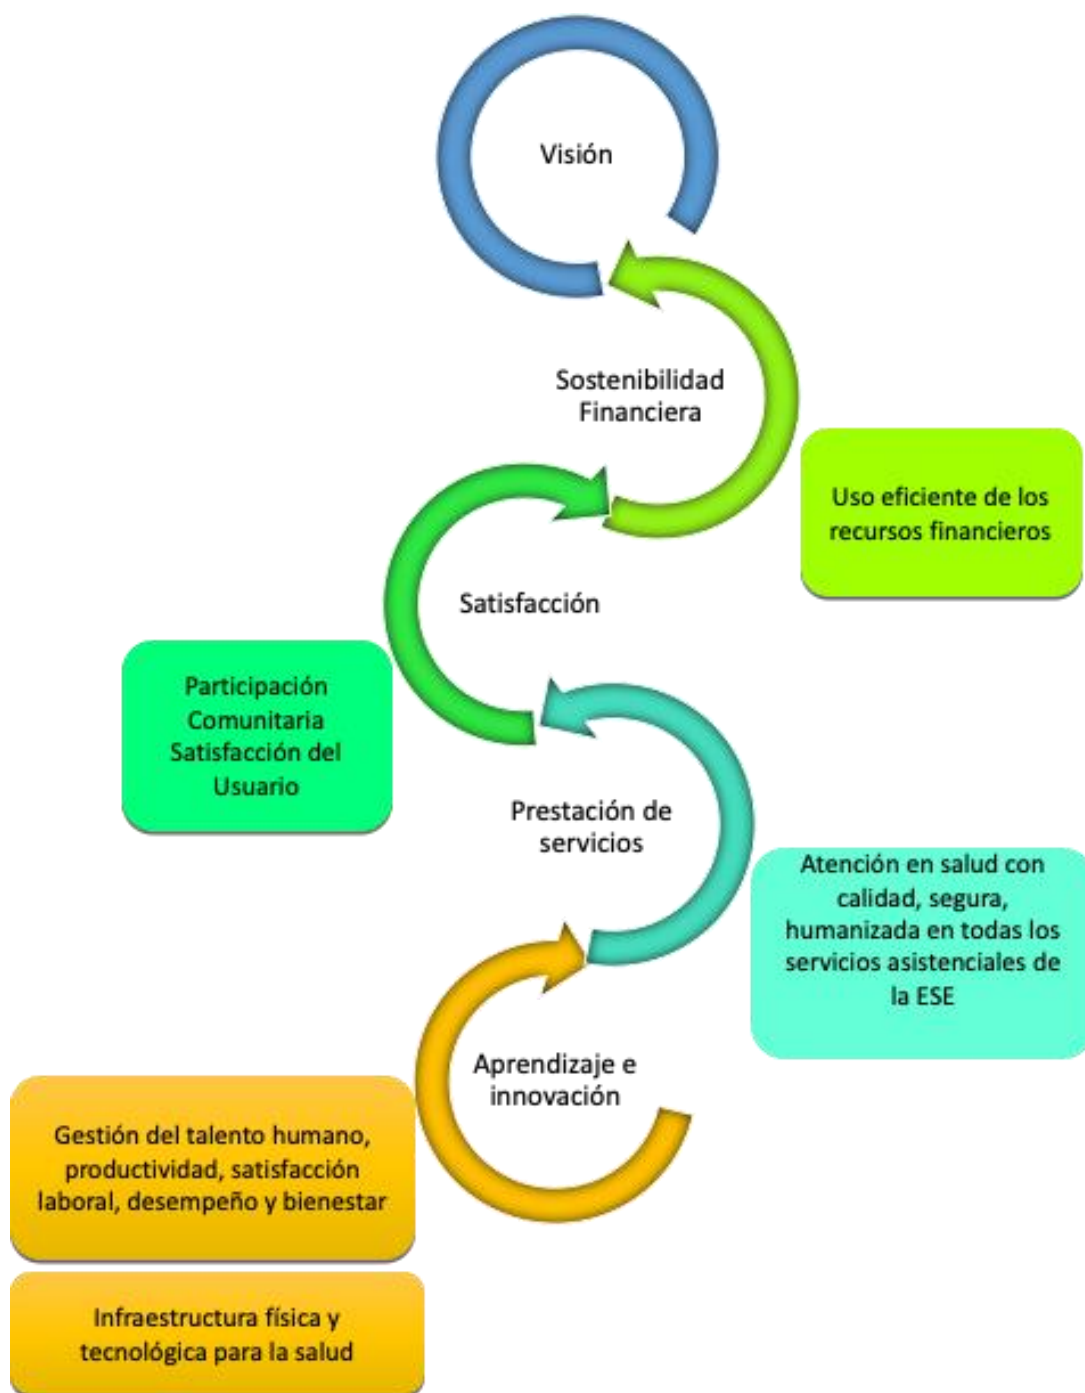 Visión
Sostenibilidad
Financiera
Uso eficiente de los
recursos financieros
Satisfacción
Participación
Comunitaria
Satisfacción del
Usuario
Prestación de
servicios
Atención en salud con
calidad, segura,
humanizada en todas los
servicios asistenciales de
la ESE
Aprendizaje e
innovación
Gestión del talento humano,
productividad, satisfacción
laboral, desempeño y bienestar
Infraestructura física y
tecnológica para la salud